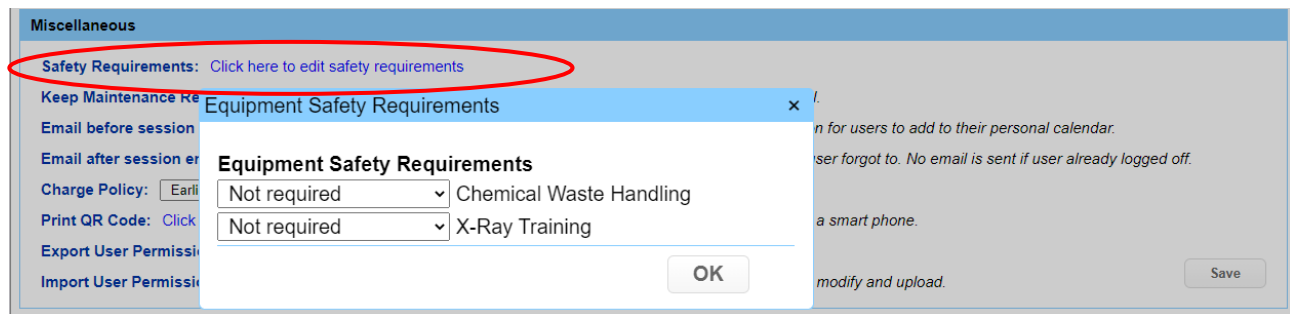 Miscellaneous
Safety Requirements: Click here to edit safety requirements
Keep Maintenance Re
Equipment Safety Requirements ×
Email before session n for users to add to their personal calendar.
Email after session er ser forgot to. No email is sent if user already logged off.
Equipment Safety Requirements
Charge Policy: Earli
Not required Chemical Waste Handling
Print QR Code: Click a smart phone.
Not required X-Ray Training
Export User Permissi
OK
Import User Permissi modify and upload.
Save